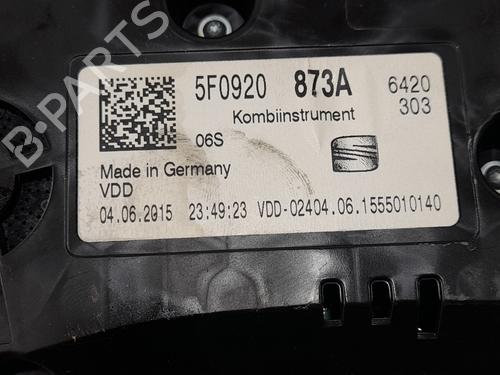 5F0920 873A 6420
303
Kombiinstrument
06S
Made in Germany
VDD
04.06.2015 23:49:23 VDD-02404.06.1555010140
B-PARTS